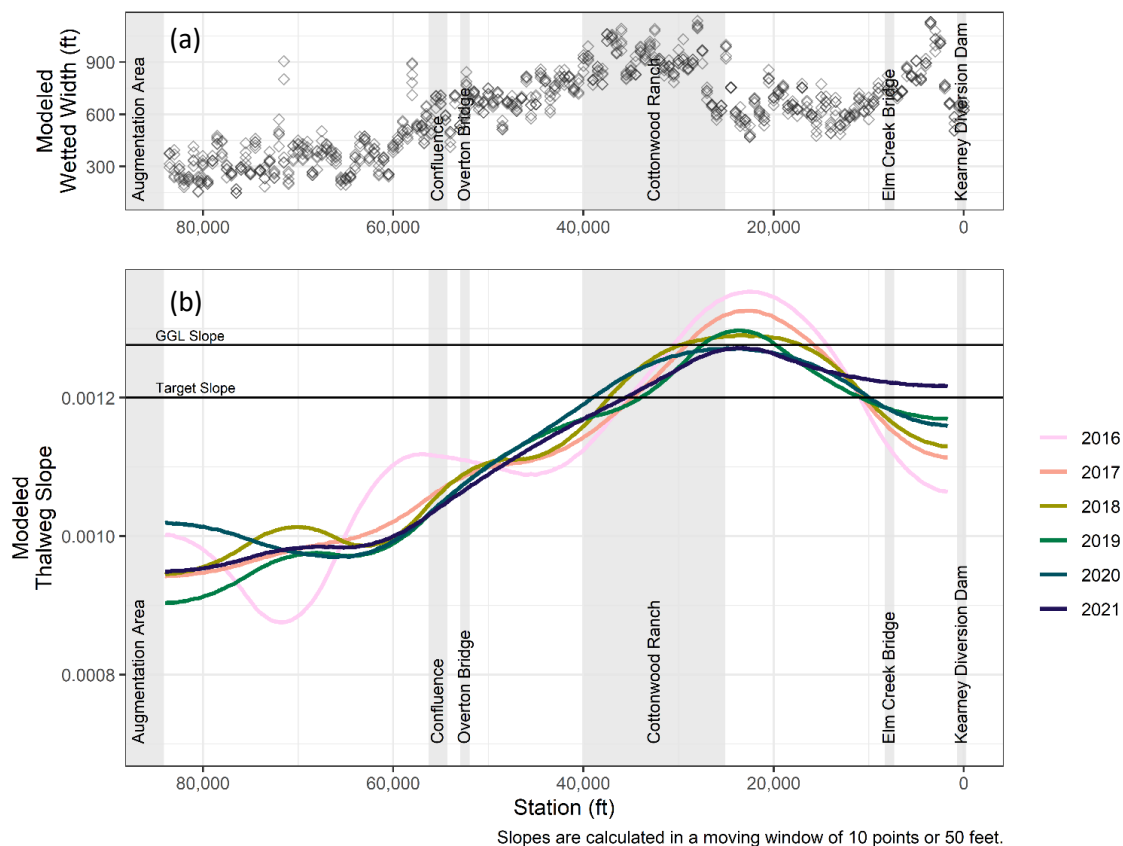 (a)
Modeled
Wetted Width (ft)
900
600
300
Augmentation Area
Confluence
Overton Bridge
Cottonwood Ranch
Elm Creek Bridge
Kearney Diversion Dam
80,000
60,000
40,000
20,000
0
(b)
GGL Slope
Target Slope
Modeled
Thalweg Slope
0.0012
0.0010
0.0008
Augmentation Area
Confluence
Overton Bridge
Cottonwood Ranch
Elm Creek Bridge
Kearney Diversion Dam
80,000
60,000
40,000
20,000
0
Station (ft)
2016
2017
2018
2019
2020
2021
Slopes are calculated in a moving window of 10 points or 50 feet.